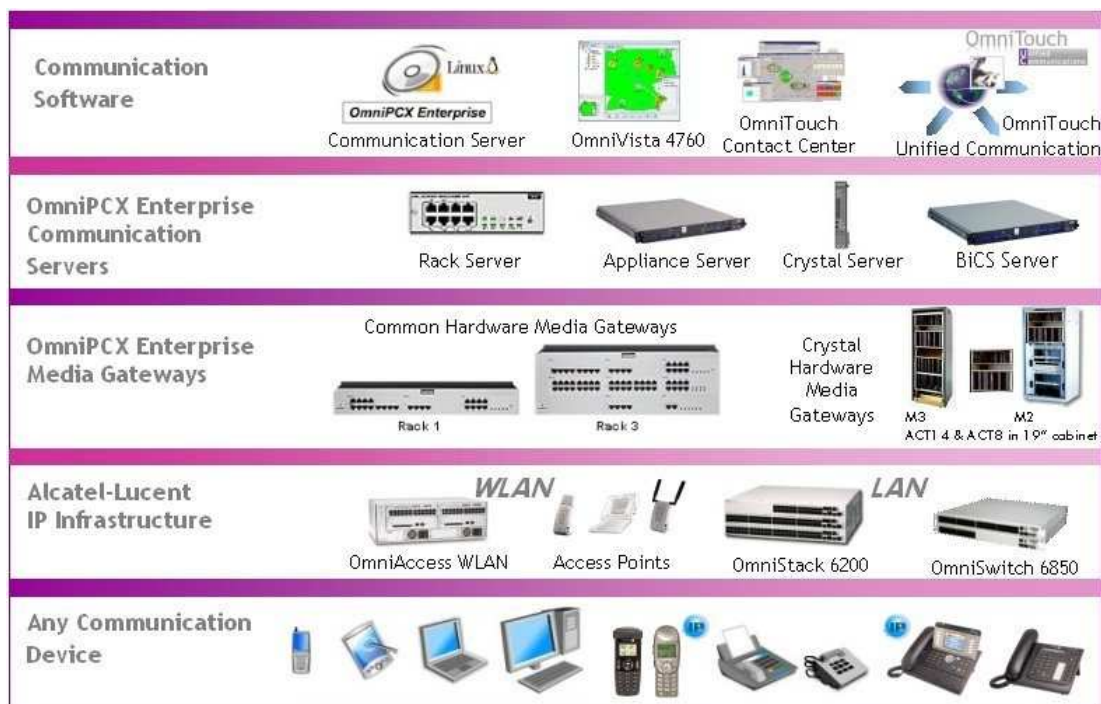 Communication
Software
Linux
OmniPCX Enterprise
Communication Server
OmniVista 4760
OmniTouch
Contact Center
OmniTouch
Unified
Communications
OmniTouch
Unified Communication
OmniPCX Enterprise
Communication
Servers
Rack Server
Appliance Server
Crystal Server
BiCS Server
OmniPCX Enterprise
Media Gateways
Common Hardware Media Gateways
Rack 1
Rack 3
Crystal
Hardware
Media
Gateways
M3
M2
ACT14 & ACT8 in 19" cabinet
Alcatel-Lucent
IP Infrastructure
WLAN
LAN
OmniAccess WLAN
Access Points
OmniStack 6200
OmniSwitch 6850
Any Communication
Device
IP
IP